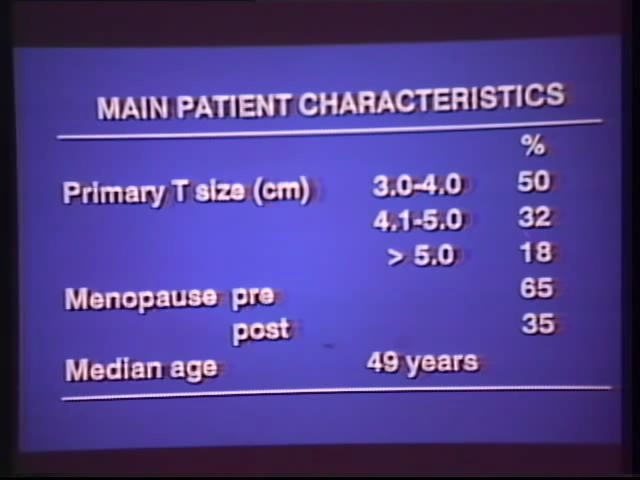 MAIN PATIENT CHARACTERISTICS
%
Primary T size (cm) 3.0-4.0 50
4.1-5.0 32
> 5.0 18
Menopause pre 65
post 35
Median age 49 years